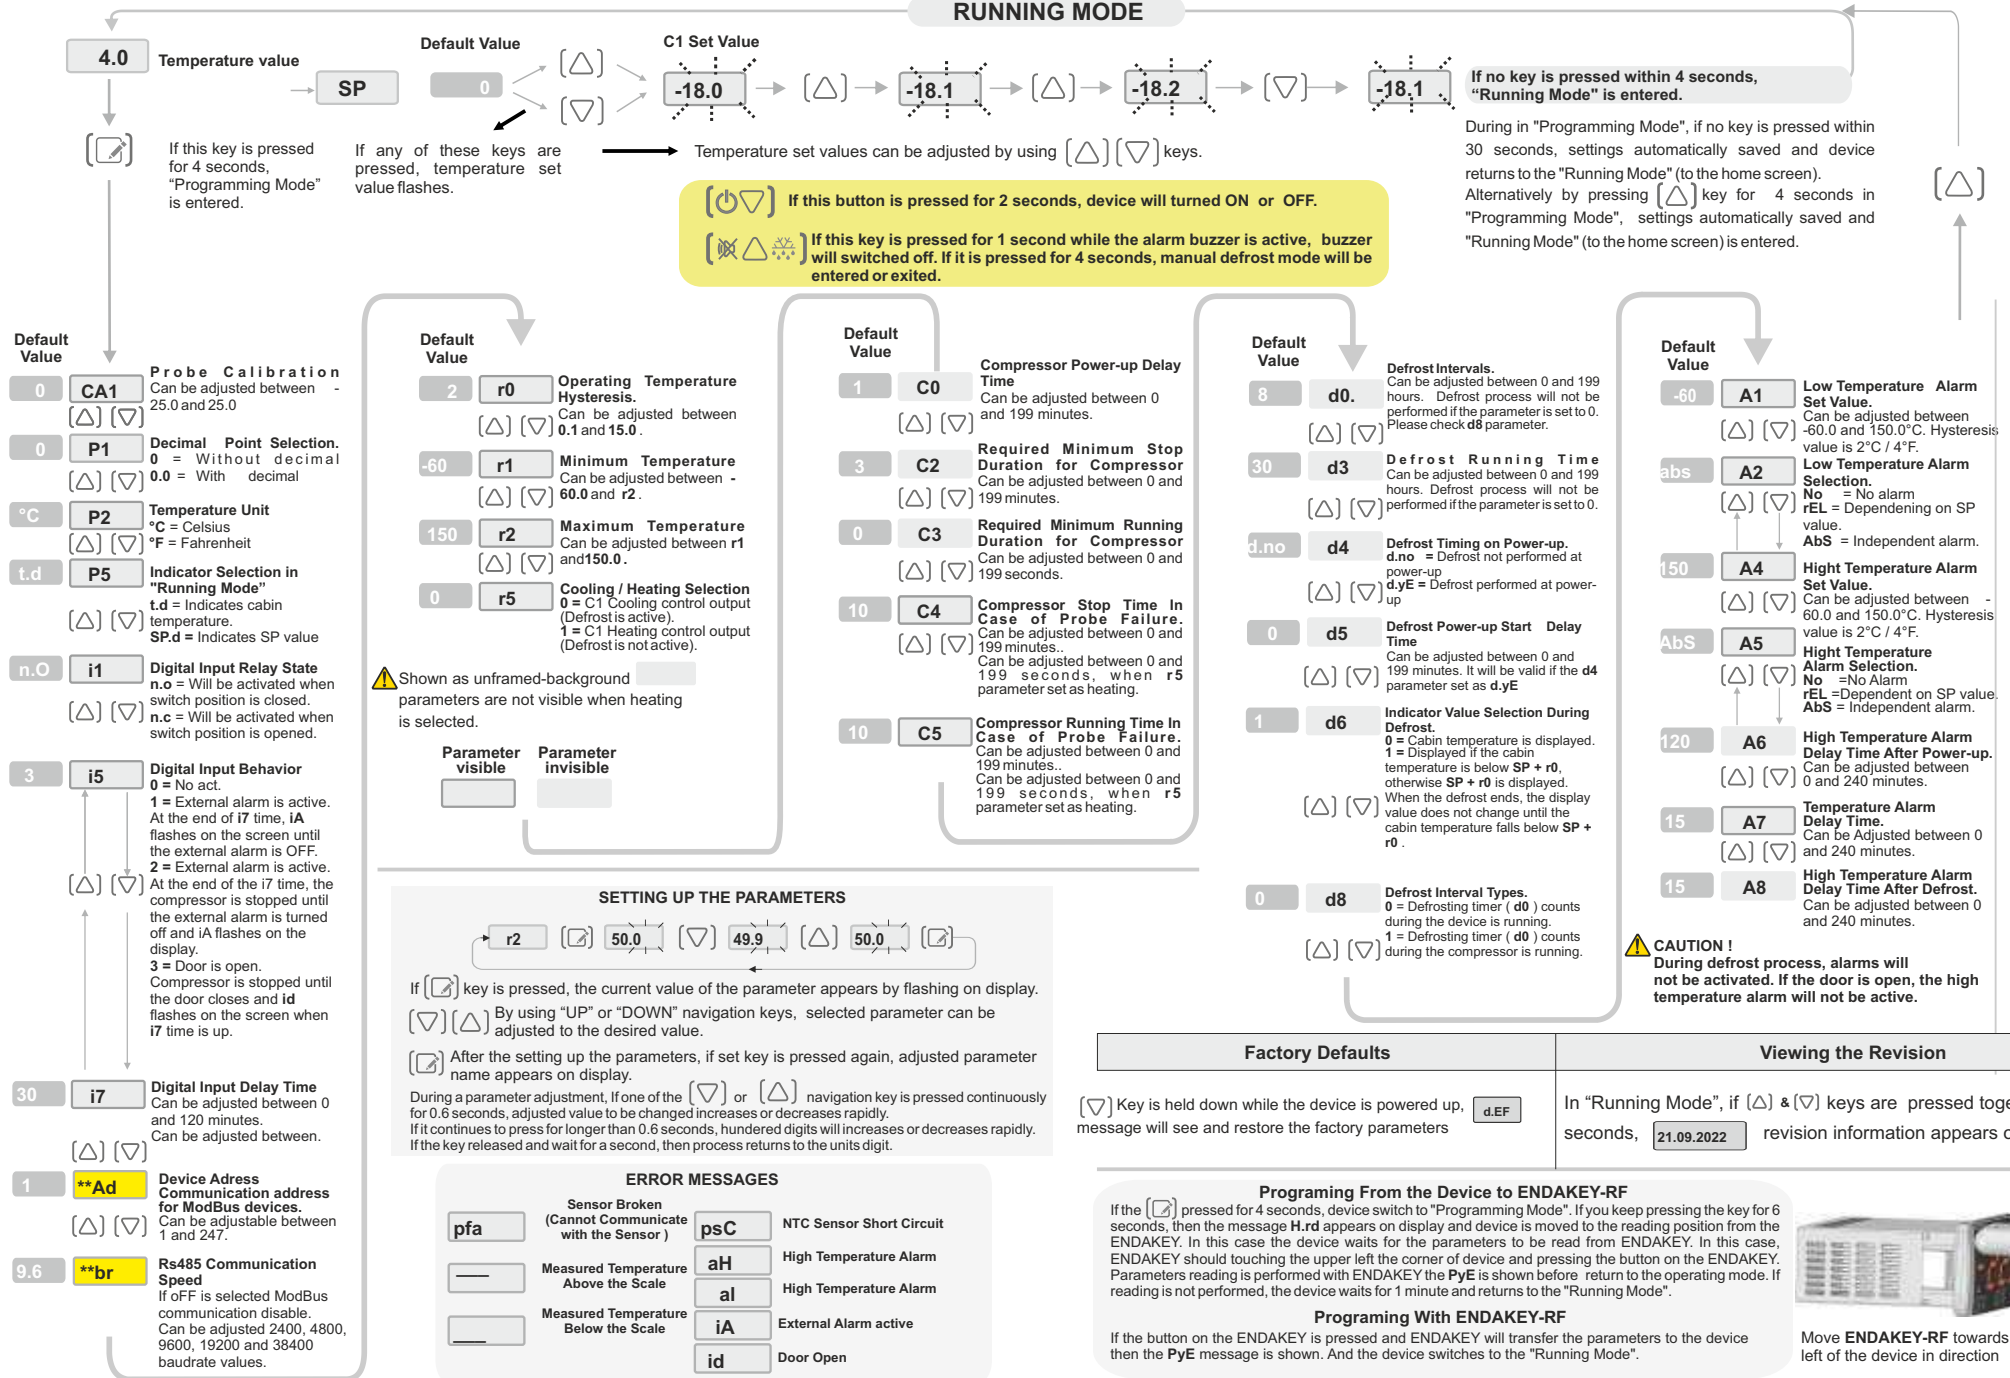 RUNNING MODE
4.0
Temperature value
SP
Default Value
0
C1 Set Value
-18.0
-18.1
-18.2
-18.1
If no key is pressed within 4 seconds,
“Running Mode" is entered.
If this key is pressed
for 4 seconds,
“Programming Mode”
is entered.
If any of these keys are
pressed, temperature set
value flashes.
Temperature set values can be adjusted by using keys.
During in "Programming Mode", if no key is pressed within
30 seconds, settings automatically saved and device
returns to the "Running Mode" (to the home screen).
Alternatively by pressing key for 4 seconds in
"Programming Mode", settings automatically saved and
"Running Mode" (to the home screen) is entered.
If this button is pressed for 2 seconds, device will turned ON or OFF.
If this key is pressed for 1 second while the alarm buzzer is active, buzzer
will switched off. If it is pressed for 4 seconds, manual defrost mode will be
entered or exited.
Default
Value
0
CA1
Probe Calibration
Can be adjusted between -
25.0 and 25.0
0
P1
Decimal Point Selection.
0 = Without decimal
0.0 = With decimal
°C
P2
Temperature Unit
°C = Celsius
°F = Fahrenheit
t.d
P5
Indicator Selection in
"Running Mode”
t.d = Indicates cabin
temperature.
SP.d = Indicates SP value
n.O
i1
Digital Input Relay State
n.o = Will be activated when
switch position is closed.
n.c = Will be activated when
switch position is opened.
3
i5
Digital Input Behavior
0 = No act.
1 = External alarm is active.
At the end of i7 time, iA
flashes on the screen until
the external alarm is OFF.
2 = External alarm is active.
At the end of the i7 time, the
compressor is stopped until
the external alarm is turned
off and iA flashes on the
display.
3 = Door is open.
Compressor is stopped until
the door closes and id
flashes on the screen when
i7 time is up.
30
i7
Digital Input Delay Time
Can be adjusted between 0
and 120 minutes.
Can be adjusted between.
1
**Ad
Device Adress
Communication address
for ModBus devices.
Can be adjustable between
1 and 247.
9.6
**br
Rs485 Communication
Speed
If oFF is selected ModBus
communication disable.
Can be adjusted 2400, 4800,
9600, 19200 and 38400
baudrate values.
Default
Value
2
r0
Operating Temperature
Hysteresis.
Can be adjusted between
0.1 and 15.0 .
-60
r1
Minimum Temperature
Can be adjusted between -
60.0 and r2 .
150
r2
Maximum Temperature
Can be adjusted between r1
and150.0 .
0
r5
Cooling / Heating Selection
0 = C1 Cooling control output
(Defrost is active).
1 = C1 Heating control output
(Defrost is not active).
Shown as unframed-background
parameters are not visible when heating
is selected.
Parameter
visible
Parameter
invisible
Default
Value
1
C0
Compressor Power-up Delay
Time
Can be adjusted between 0
and 199 minutes.
3
C2
Required Minimum Stop
Duration for Compressor
Can be adjusted between 0 and
199 minutes.
0
C3
Required Minimum Running
Duration for Compressor
Can be adjusted between 0 and
199 seconds.
10
C4
Compressor Stop Time In
Case of Probe Failure.
Can be adjusted between 0 and
199 minutes..
Can be adjusted between 0 and
199 seconds, when r5
parameter set as heating.
10
C5
Compressor Running Time In
Case of Probe Failure.
Can be adjusted between 0 and
199 minutes..
Can be adjusted between 0 and
199 seconds, when r5
parameter set as heating.
Default
Value
8
d0.
Defrost Intervals.
Can be adjusted between 0 and 199
hours. Defrost process will not be
performed if the parameter is set to 0.
Please check d8 parameter.
30
d3
Defrost Running Time
Can be adjusted between 0 and 199
hours. Defrost process will not be
performed if the parameter is set to 0.
d.no
d4
Defrost Timing on Power-up.
d.no = Defrost not performed at
power-up
d.yE = Defrost performed at power-
up
0
d5
Defrost Power-up Start Delay
Time
Can be adjusted between 0 and
199 minutes. It will be valid if the d4
parameter set as d.yE
1
d6
Indicator Value Selection During
Defrost.
0 = Cabin temperature is displayed.
1 = Displayed if the cabin
temperature is below SP + r0,
otherwise SP + r0 is displayed.
When the defrost ends, the display
value does not change until the
cabin temperature falls below SP +
r0 .
0
d8
Defrost Interval Types.
0 = Defrosting timer ( d0 ) counts
during the device is running.
1 = Defrosting timer ( d0 ) counts
during the compressor is running.
Default
Value
-60
A1
Low Temperature Alarm
Set Value.
Can be adjusted between
-60.0 and 150.0°C. Hysteresis
value is 2°C / 4°F.
abs
A2
Low Temperature Alarm
Selection.
No = No alarm
rEL = Dependening on SP
value.
AbS = Independent alarm.
150
A4
Hight Temperature Alarm
Set Value.
Can be adjusted between -
60.0 and 150.0°C. Hysteresis
value is 2°C / 4°F.
AbS
A5
Hight Temperature
Alarm Selection.
No =No Alarm
rEL =Dependent on SP value.
AbS = Independent alarm.
120
A6
High Temperature Alarm
Delay Time After Power-up.
Can be adjusted between
0 and 240 minutes.
15
A7
Temperature Alarm
Delay Time.
Can be Adjusted between 0
and 240 minutes.
15
A8
High Temperature Alarm
Delay Time After Defrost.
Can be adjusted between 0
and 240 minutes.
CAUTION !
During defrost process, alarms will
not be activated. If the door is open, the high
temperature alarm will not be active.
SETTING UP THE PARAMETERS
r2
50.0
49.9
50.0
If key is pressed, the current value of the parameter appears by flashing on display.
By using “UP” or “DOWN” navigation keys, selected parameter can be
adjusted to the desired value.
After the setting up the parameters, if set key is pressed again, adjusted parameter
name appears on display.
During a parameter adjustment, If one of the or navigation key is pressed continuously
for 0.6 seconds, adjusted value to be changed increases or decreases rapidly.
If it continues to press for longer than 0.6 seconds, hundered digits will increases or decreases rapidly.
If the key released and wait for a second, then process returns to the units digit.
ERROR MESSAGES
pfa
Sensor Broken
(Cannot Communicate
with the Sensor )
Measured Temperature
Above the Scale
Measured Temperature
Below the Scale
psC
NTC Sensor Short Circuit
aH
High Temperature Alarm
al
High Temperature Alarm
iA
External Alarm active
id
Door Open
Factory Defaults
Key is held down while the device is powered up, d.EF
message will see and restore the factory parameters
Viewing the Revision
In “Running Mode”, if & keys are pressed toge
seconds, 21.09.2022 revision information appears o
Programing From the Device to ENDAKEY-RF
If the pressed for 4 seconds, device switch to "Programming Mode". If you keep pressing the key for 6
seconds, then the message H.rd appears on display and device is moved to the reading position from the
ENDAKEY. In this case the device waits for the parameters to be read from ENDAKEY. In this case,
ENDAKEY should touching the upper left the corner of device and pressing the button on the ENDAKEY.
Parameters reading is performed with ENDAKEY the PyE is shown before return to the operating mode. If
reading is not performed, the device waits for 1 minute and returns to the "Running Mode".
Programing With ENDAKEY-RF
If the button on the ENDAKEY is pressed and ENDAKEY will transfer the parameters to the device
then the PyE message is shown. And the device switches to the "Running Mode".
Move ENDAKEY-RF towards
left of the device in direction